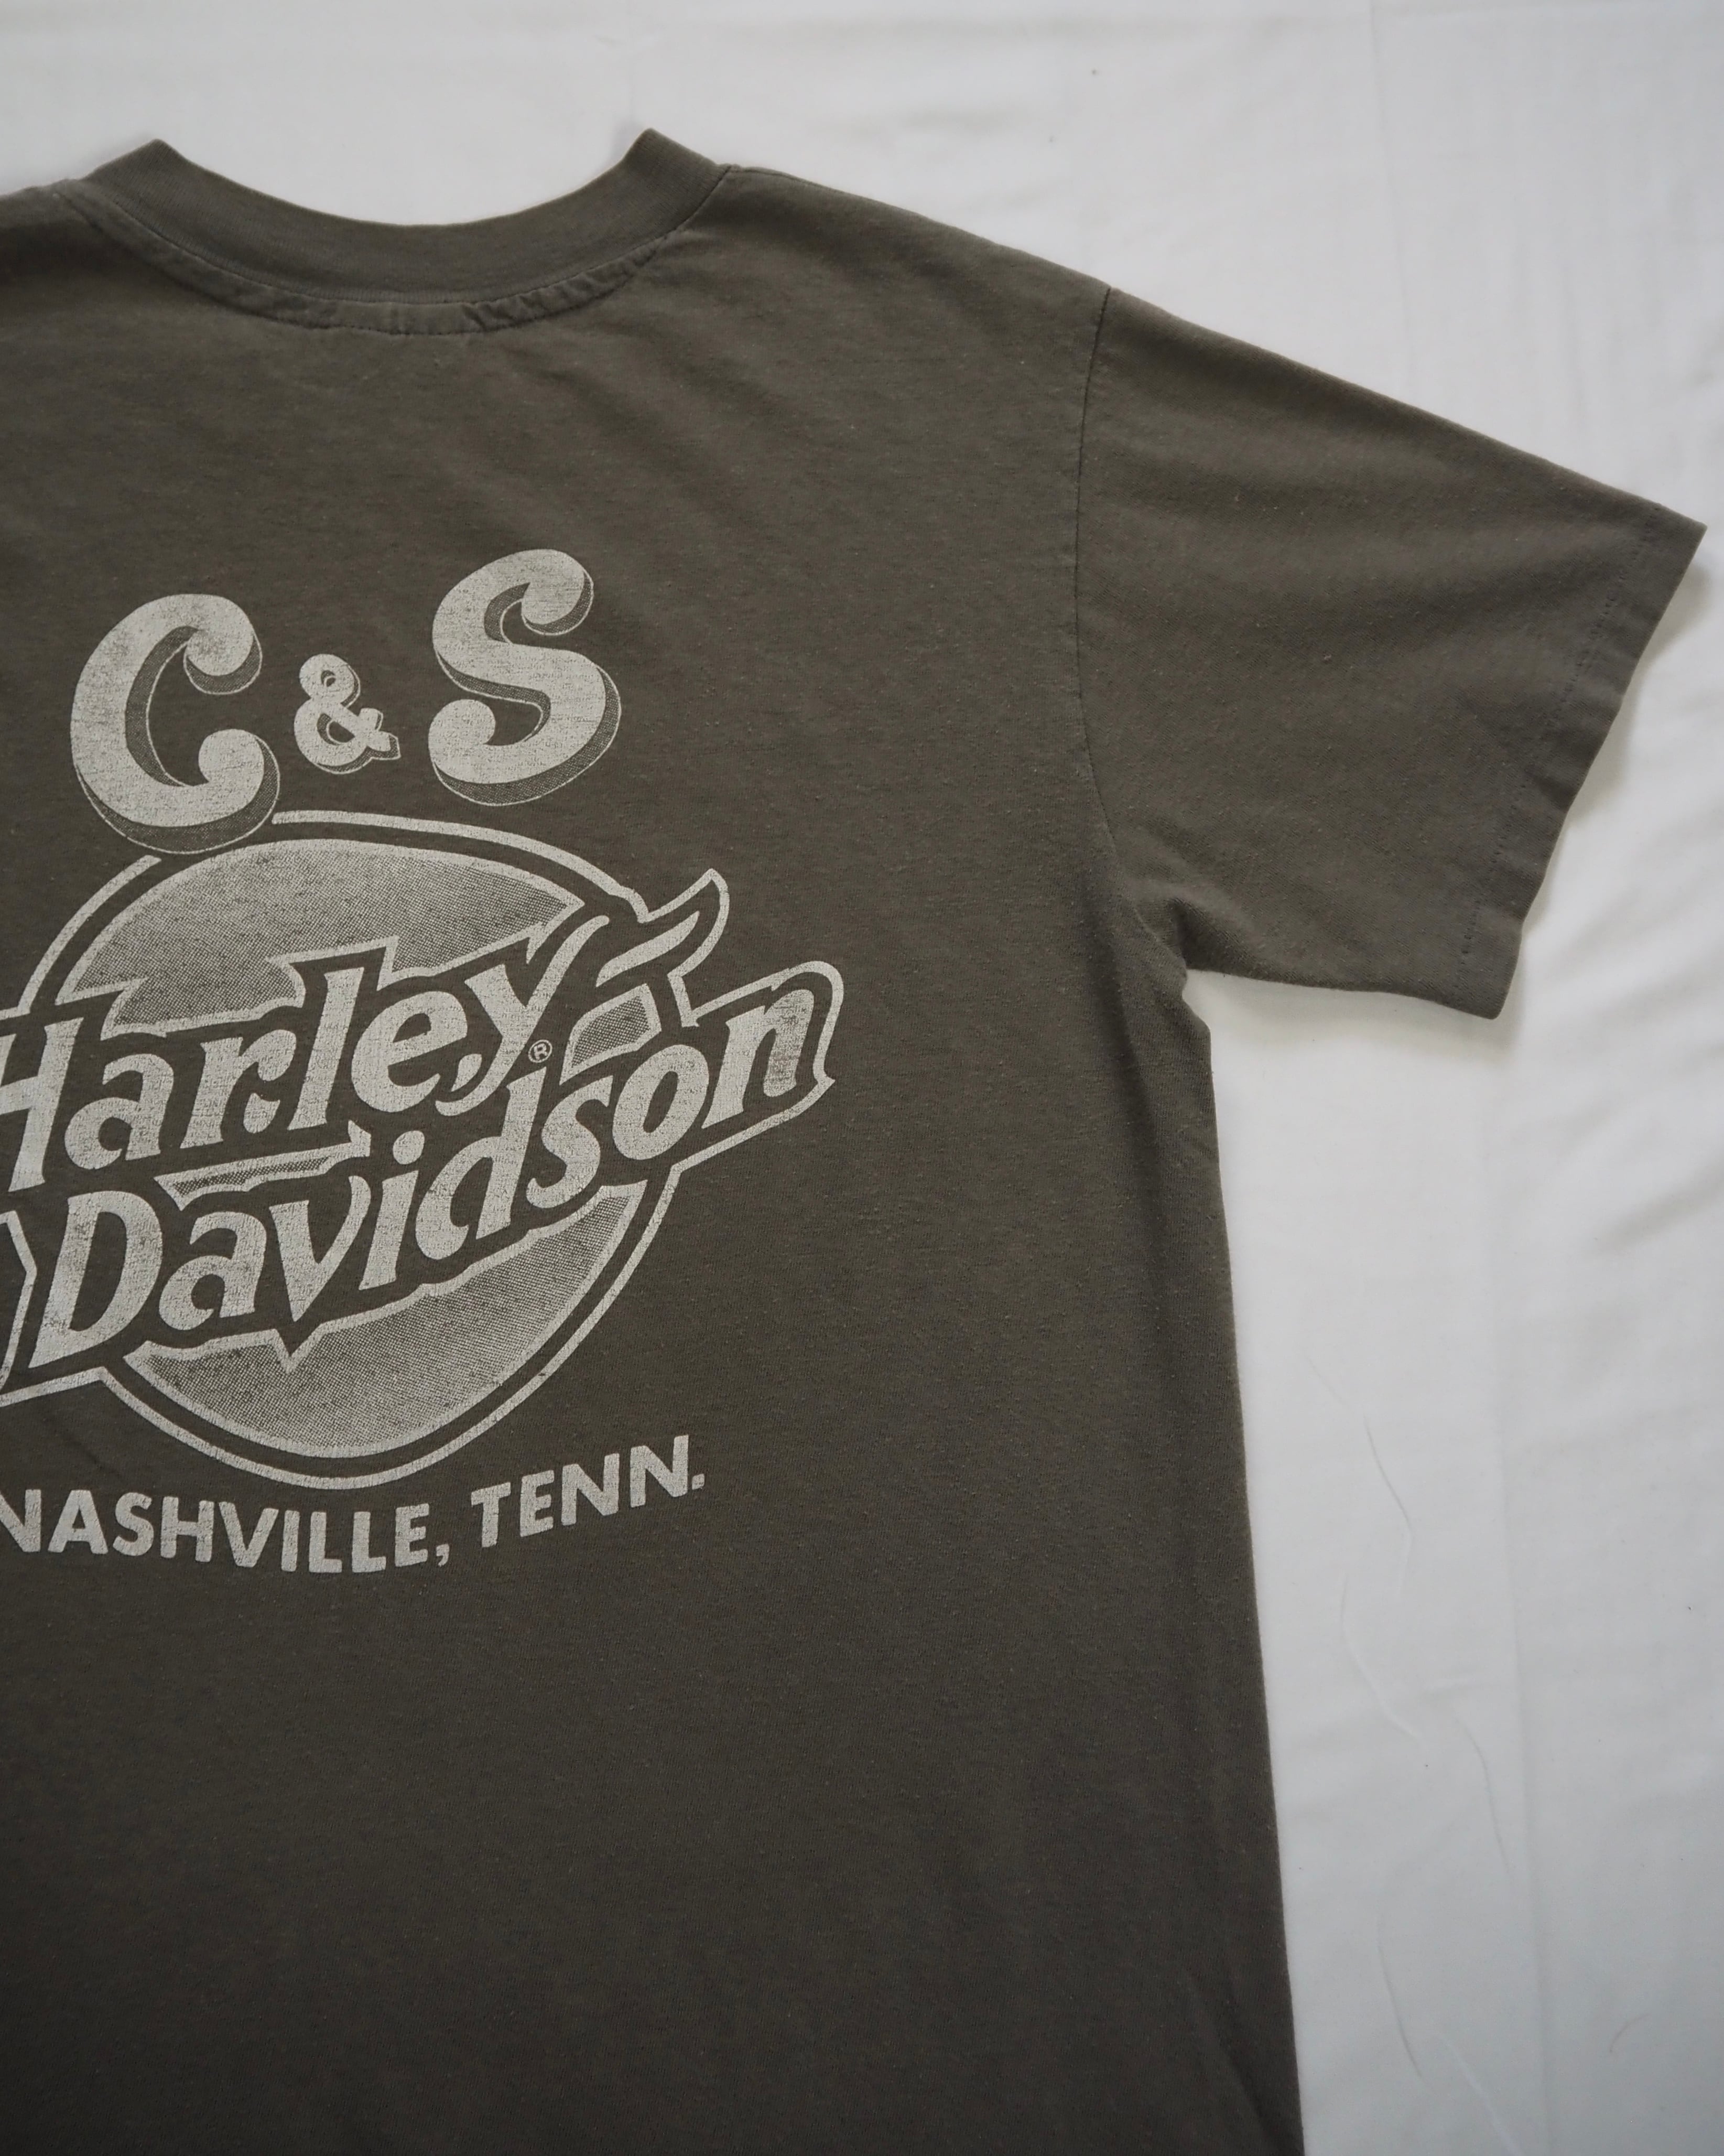 C & S
Harley®
Davidson
NASHVILLE, TENN.